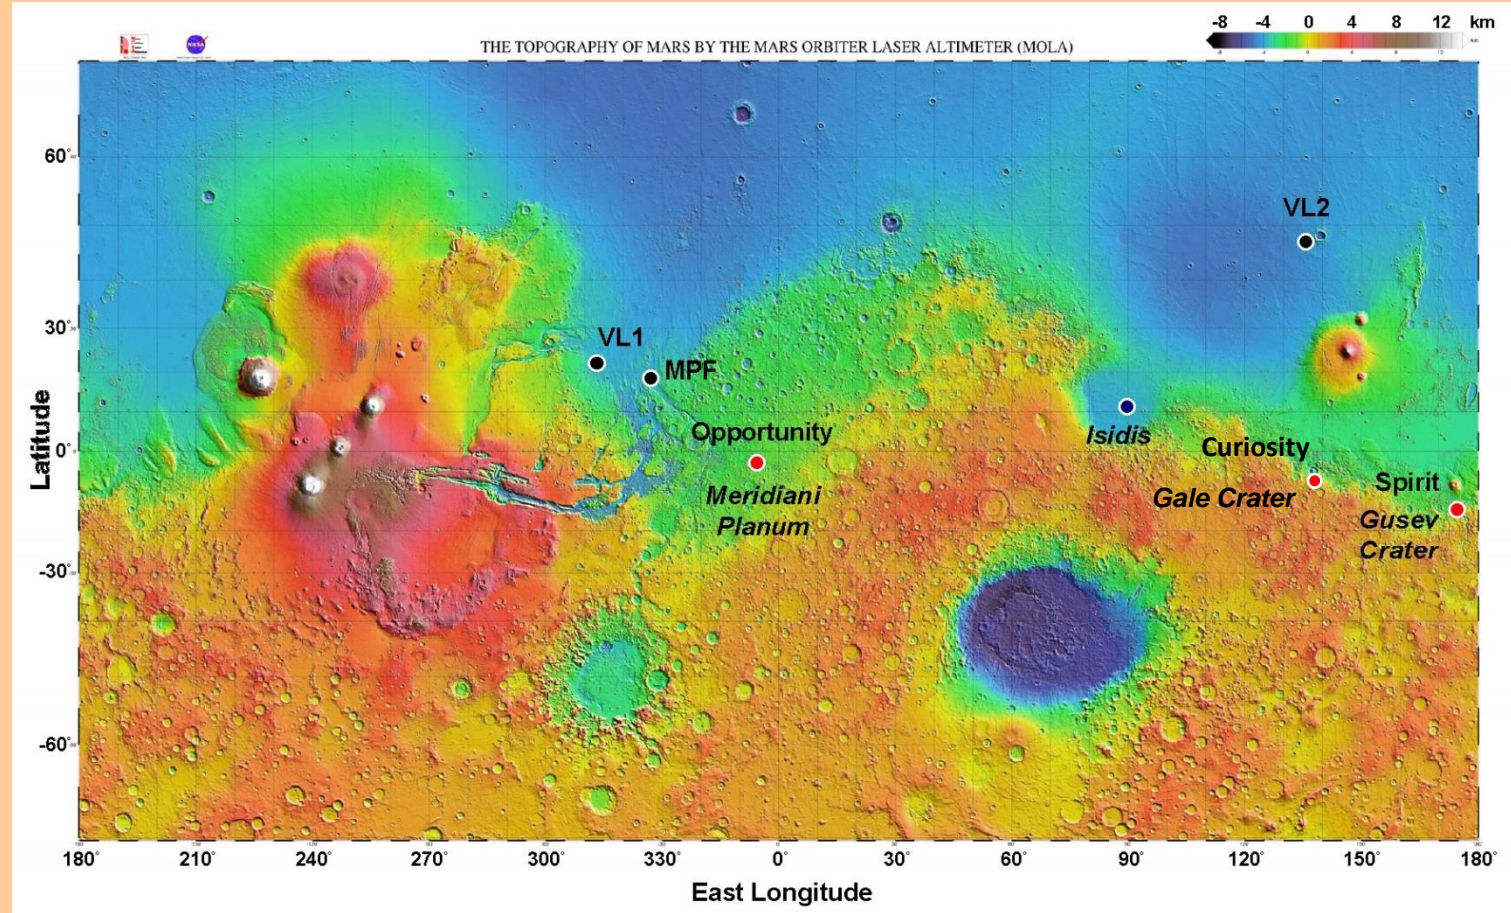 -8 -4 0 4 8 12 km
NASA
THE TOPOGRAPHY OF MARS BY THE MARS ORBITER LASER ALTIMETER (MOLA)
60°
VL2
30°
VL1
MPF
Opportunity
Isidis
0°
Curiosity
Latitude
Meridiani
Planum
Gale Crater
Spirit
Gusev
Crater
-30°
-60°
180° 210° 240° 270° 300° 330° 0° 30° 60° 90° 120° 150° 180°
East Longitude